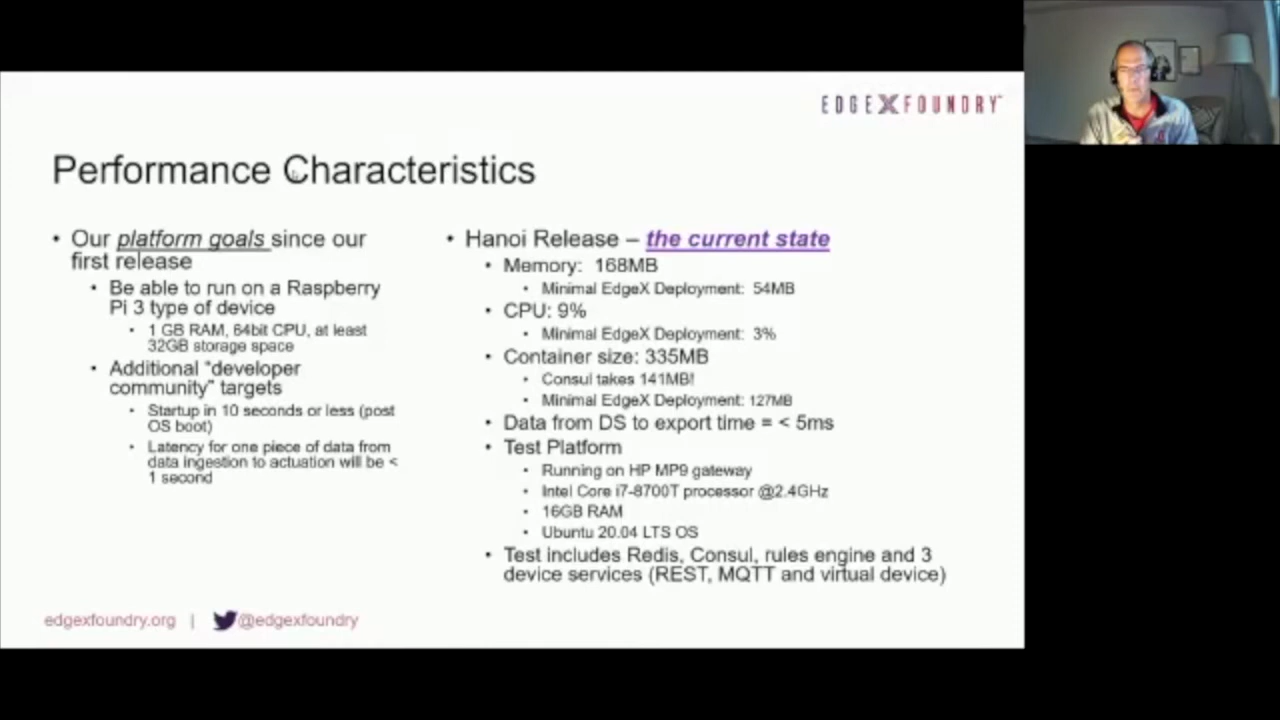 EDGE X FOUNDRY
Performance Characteristics
• Our platform goals since our
first release
• Be able to run on a Raspberry
Pi 3 type of device
• 1 GB RAM, 64bit CPU, at least
32GB storage space
• Additional "developer
community" targets
• Startup in 10 seconds or less (post
OS boot)
• Latency for one piece of data from
data ingestion to actuation will be <
1 second
• Hanoi Release – the current state
• Memory: 168MB
• Minimal EdgeX Deployment: 54MB
• CPU: 9%
• Minimal EdgeX Deployment: 3%
• Container size: 335MB
• Consul takes 141MB!
• Minimal EdgeX Deployment: 127MB
• Data from DS to export time = < 5ms
• Test Platform
• Running on HP MP9 gateway
• Intel Core i7-8700T processor @2.4GHz
• 16GB RAM
• Ubuntu 20.04 LTS OS
• Test includes Redis, Consul, rules engine and 3
device services (REST, MQTT and virtual device)
edgexfoundry.org | @edgexfoundry